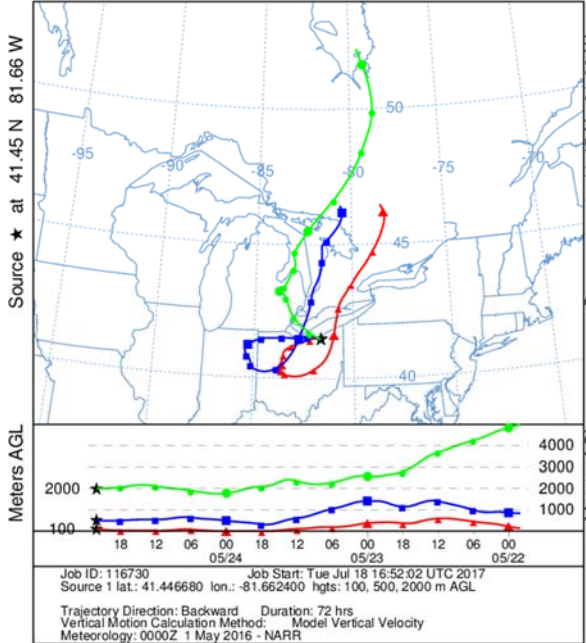 Source ★ at 41.45 N 81.66 W
-95
-90
-85
-80
-75
-70
50
45
40
Meters AGL
2000
100
4000
3000
2000
1000
18 12 06 00 18 12 06 00 18 12 06 00
05/24 05/23 05/22
Job ID: 116730 Job Start: Tue Jul 18 16:52:02 UTC 2017
Source 1 lat.: 41.446680 lon.: -81.662400 hgts: 100, 500, 2000 m AGL
Trajectory Direction: Backward Duration: 72 hrs
Vertical Motion Calculation Method: Model Vertical Velocity
Meteorology: 0000Z 1 May 2016 - NARR